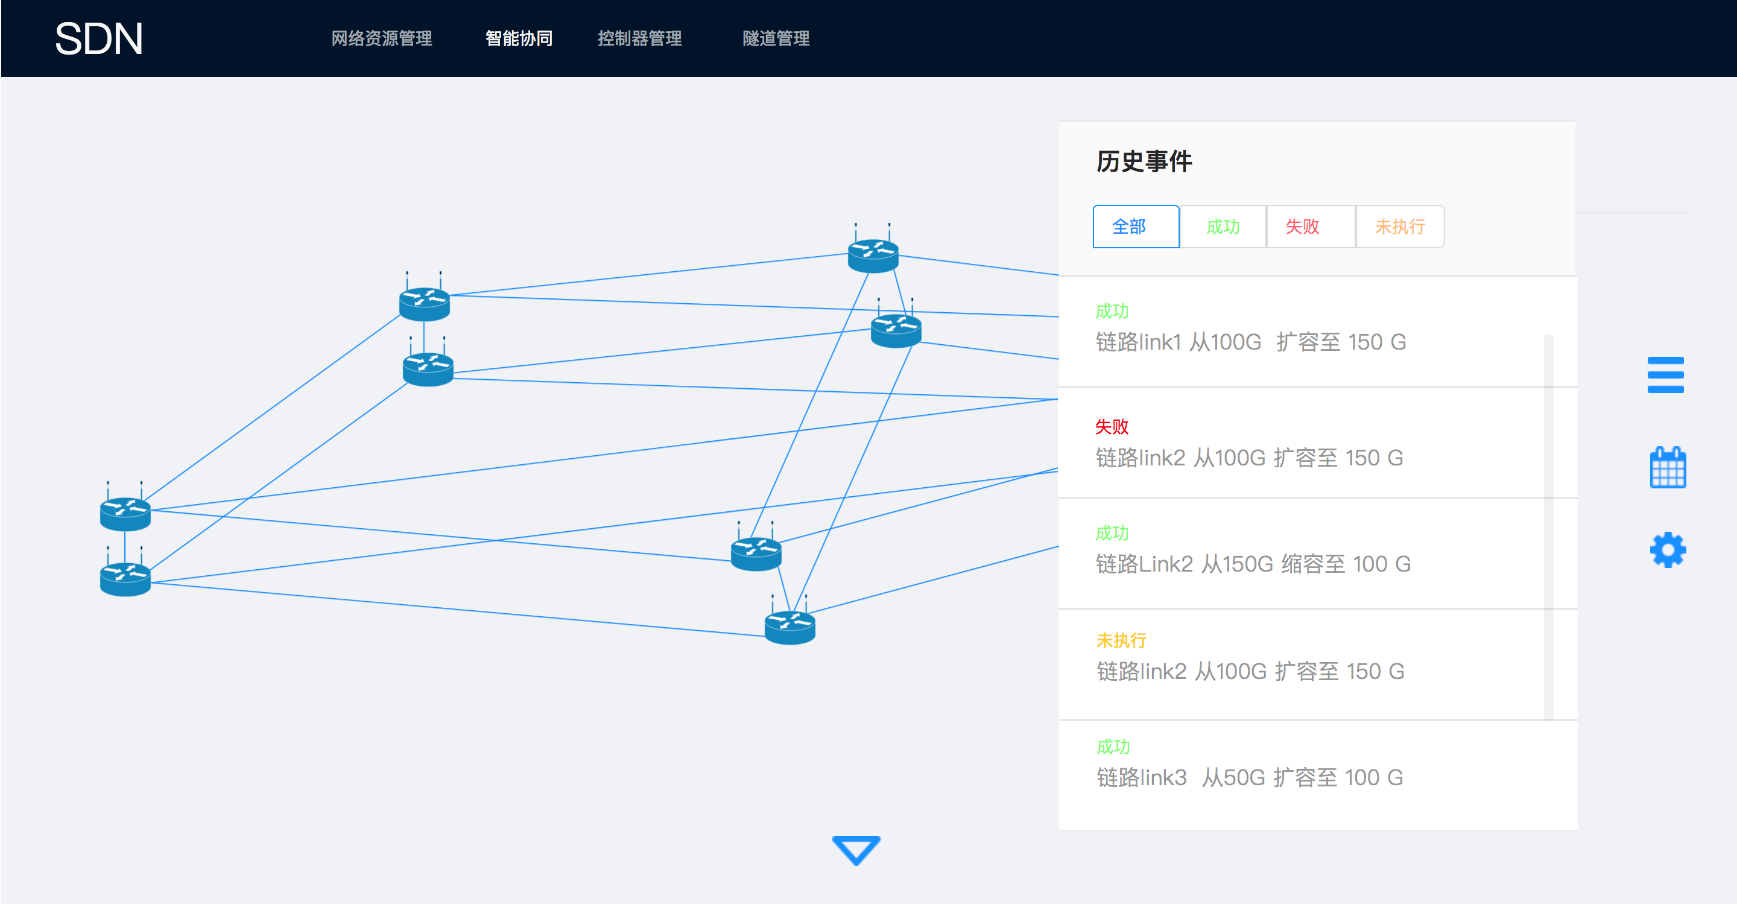 SDN
网络资源管理 智能协同 控制器管理 隧道管理
历史事件
全部 成功 失败 未执行
成功
链路link1 从100G 扩容至 150 G
失败
链路link2 从100G 扩容至 150 G
成功
链路Link2 从150G 缩容至 100 G
未执行
链路link2 从100G 扩容至 150 G
成功
链路link3 从50G 扩容至 100 G